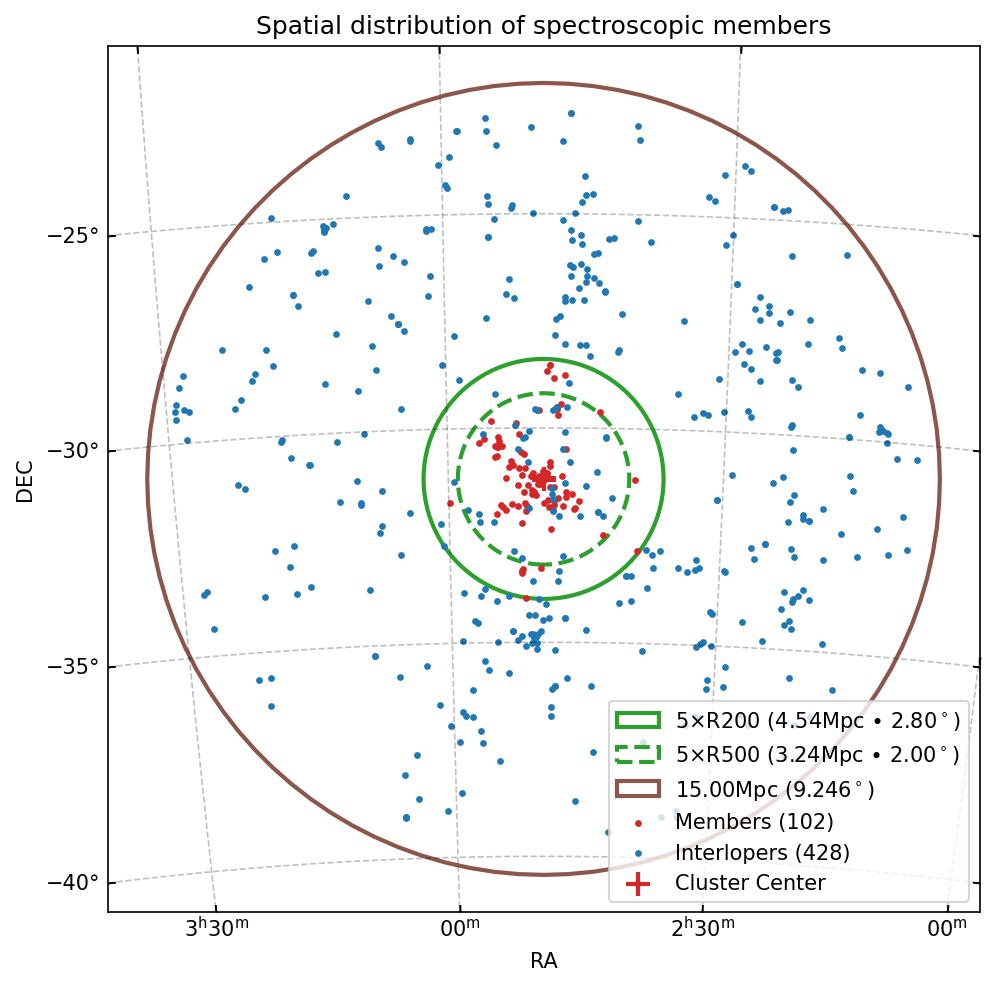 Spatial distribution of spectroscopic members
DEC
−25°
−30°
−35°
−40°
5×R200 (4.54Mpc • 2.80°)
5×R500 (3.24Mpc • 2.00°)
15.00Mpc (9.246°)
Members (102)
Interlopers (428)
Cluster Center
3ʰ30ᵐ 00ᵐ 2ʰ30ᵐ 00ᵐ
RA